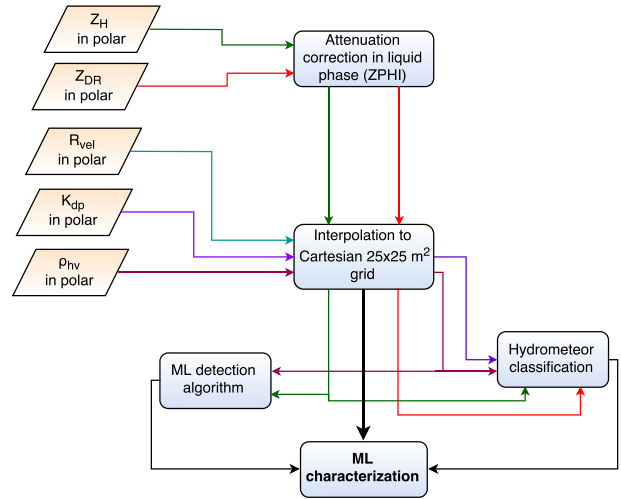 Z_H
in polar
Z_DR
in polar
R_vel
in polar
K_dp
in polar
ρ_hv
in polar
Attenuation
correction in liquid
phase (ZPHI)
Interpolation to
Cartesian 25x25 m²
grid
Hydrometeor
classification
ML detection
algorithm
ML
characterization